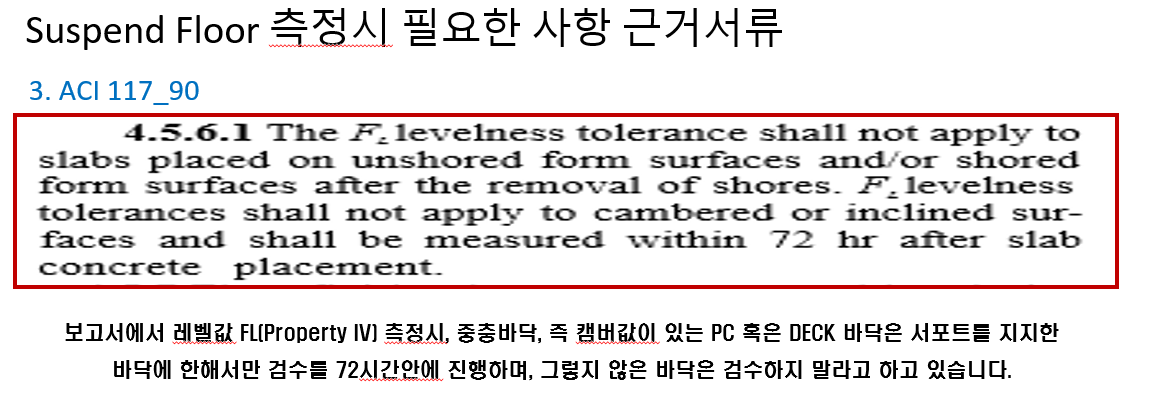 Suspend Floor 측정시 필요한 사항 근거서류
3. ACI 117_90
4.5.6.1 The F_L levelness tolerance shall not apply to
slabs placed on unshored form surfaces and/or shored
form surfaces after the removal of shores. F_L levelness
tolerances shall not apply to cambered or inclined sur-
faces and shall be measured within 72 hr after slab
concrete placement.
보고서에서 레벨값 FL(Property IV) 측정시, 중층바닥, 즉 캠버값이 있는 PC 혹은 DECK 바닥은 서포트를 지지한
바닥에 한해서만 검수를 72시간안에 진행하며, 그렇지 않은 바닥은 검수하지 말라고 하고 있습니다.